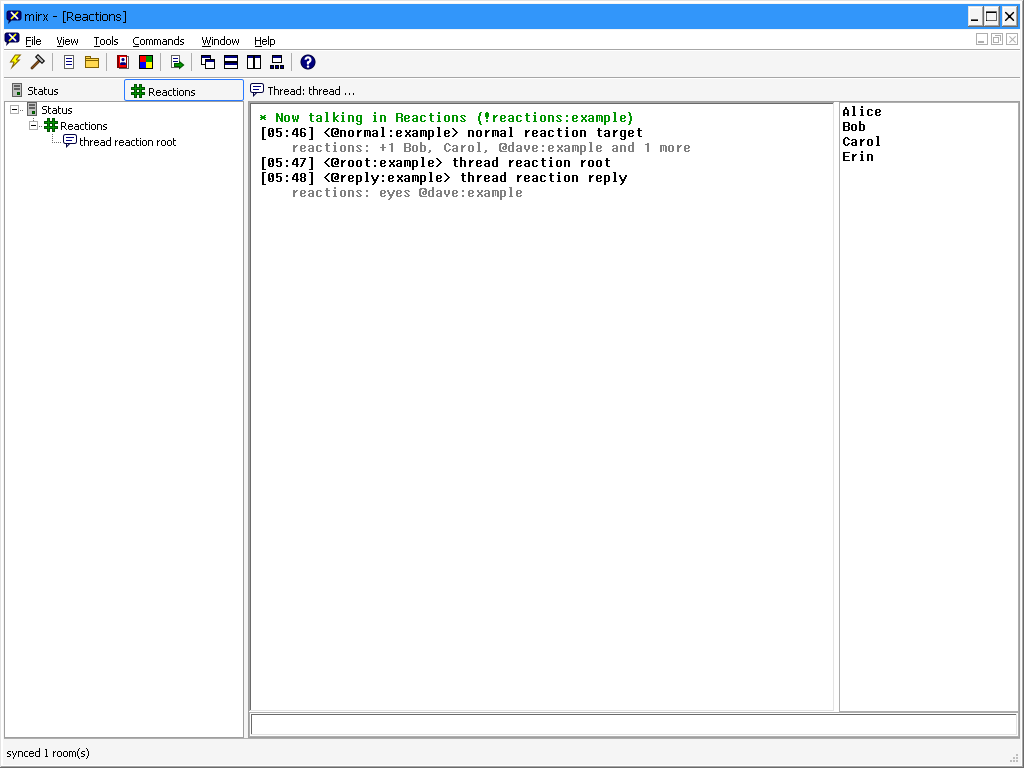 mirx - [Reactions]
File View Tools Commands Window Help
Status
Reactions
Thread: thread ...
Status
Reactions
thread reaction root
* Now talking in Reactions (!reactions:example)
[05:46] <@normal:example> normal reaction target
reactions: +1 Bob, Carol, @dave:example and 1 more
[05:47] <@root:example> thread reaction root
[05:48] <@reply:example> thread reaction reply
reactions: eyes @dave:example
Alice
Bob
Carol
Erin
synced 1 room(s)